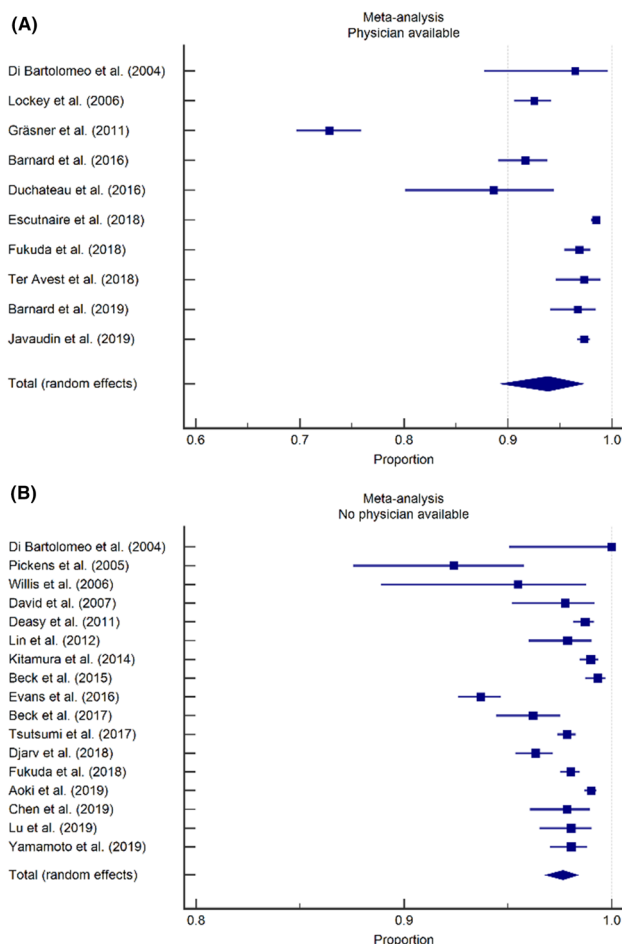 (A)
Meta-analysis
Physician available
Di Bartolomeo et al. (2004)
Lockey et al. (2006)
Gräsner et al. (2011)
Barnard et al. (2016)
Duchateau et al. (2016)
Escutnaire et al. (2018)
Fukuda et al. (2018)
Ter Avest et al. (2018)
Barnard et al. (2019)
Javaudin et al. (2019)
Total (random effects)
0.6 0.7 0.8 0.9 1.0
Proportion
(B)
Meta-analysis
No physician available
Di Bartolomeo et al. (2004)
Pickens et al. (2005)
Willis et al. (2006)
David et al. (2007)
Deasy et al. (2011)
Lin et al. (2012)
Kitamura et al. (2014)
Beck et al. (2015)
Evans et al. (2016)
Beck et al. (2017)
Tsutsumi et al. (2017)
Djarv et al. (2018)
Fukuda et al. (2018)
Aoki et al. (2019)
Chen et al. (2019)
Lu et al. (2019)
Yamamoto et al. (2019)
Total (random effects)
0.8 0.9 1.0
Proportion